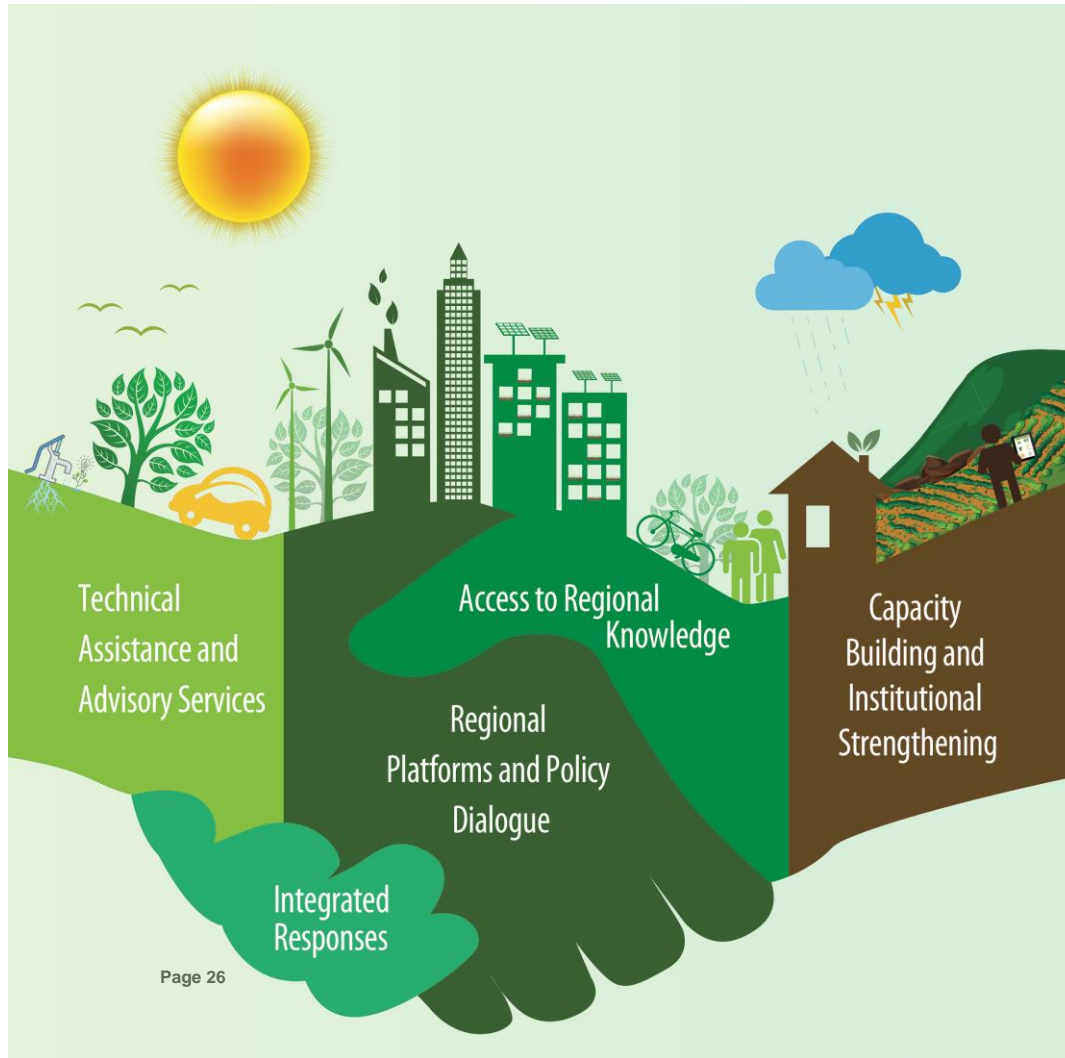 Technical
Assistance and
Advisory Services
Access to Regional
Knowledge
Regional
Platforms and Policy
Dialogue
Capacity
Building and
Institutional
Strengthening
Integrated
Responses
Page 26